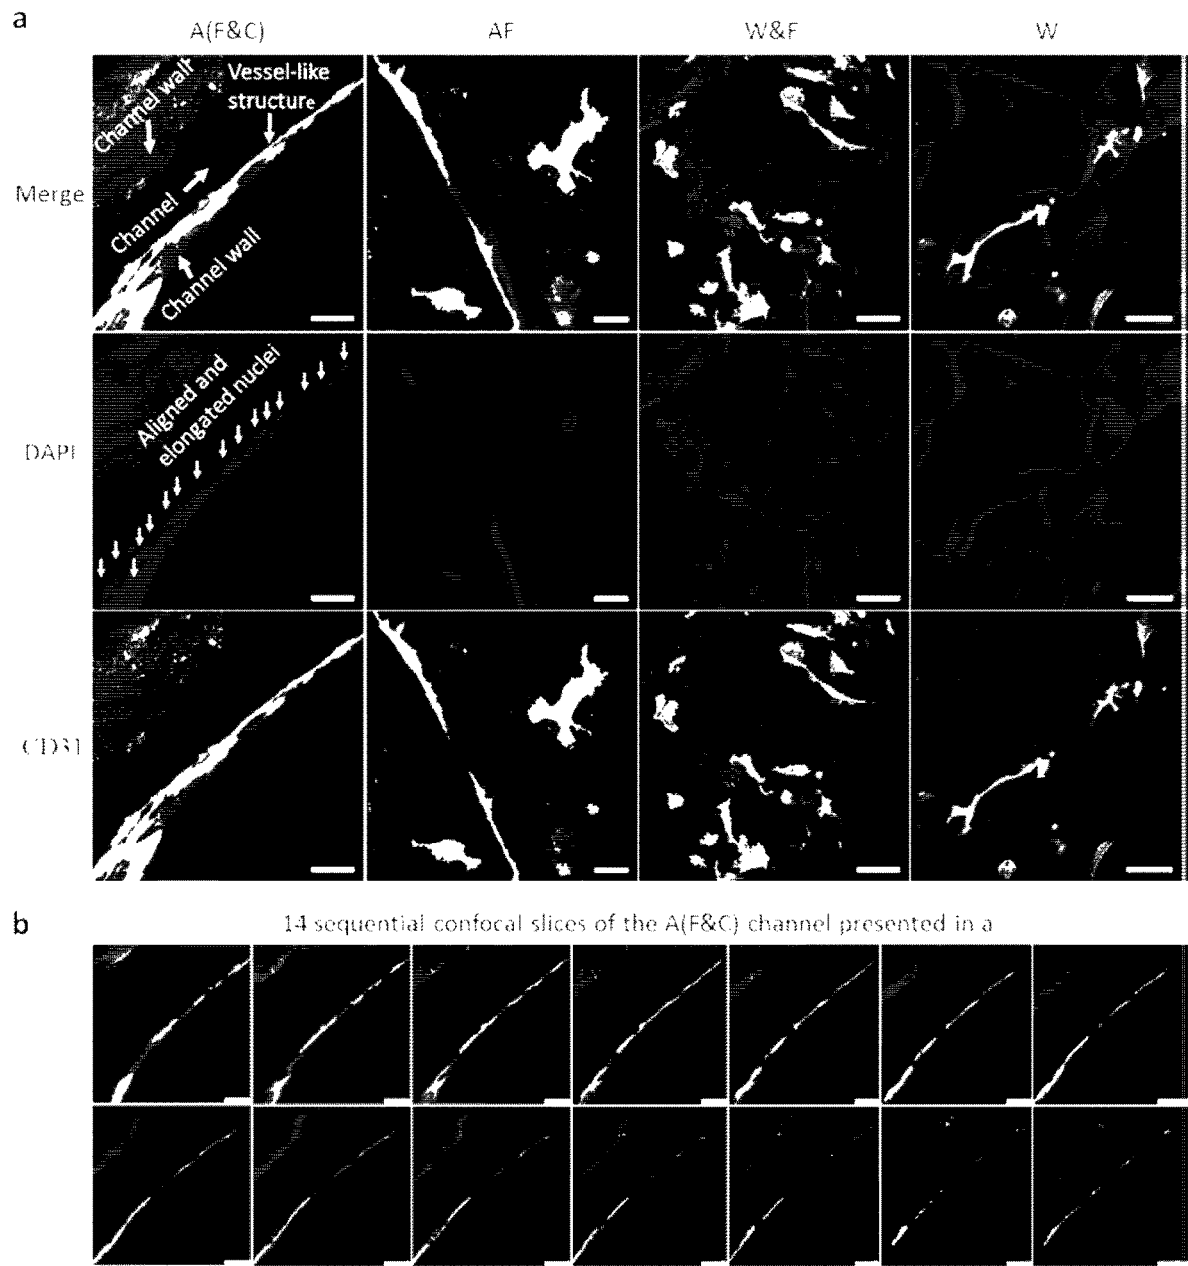 a
A(F&C)
AF
W&F
W
Merge
Channel wall
Vessel-like
structure
Channel
Channel wall
DAPI
Aligned and
elongated nuclei
CD31
b
14 sequential confocal slices of the A(F&C) channel presented in a